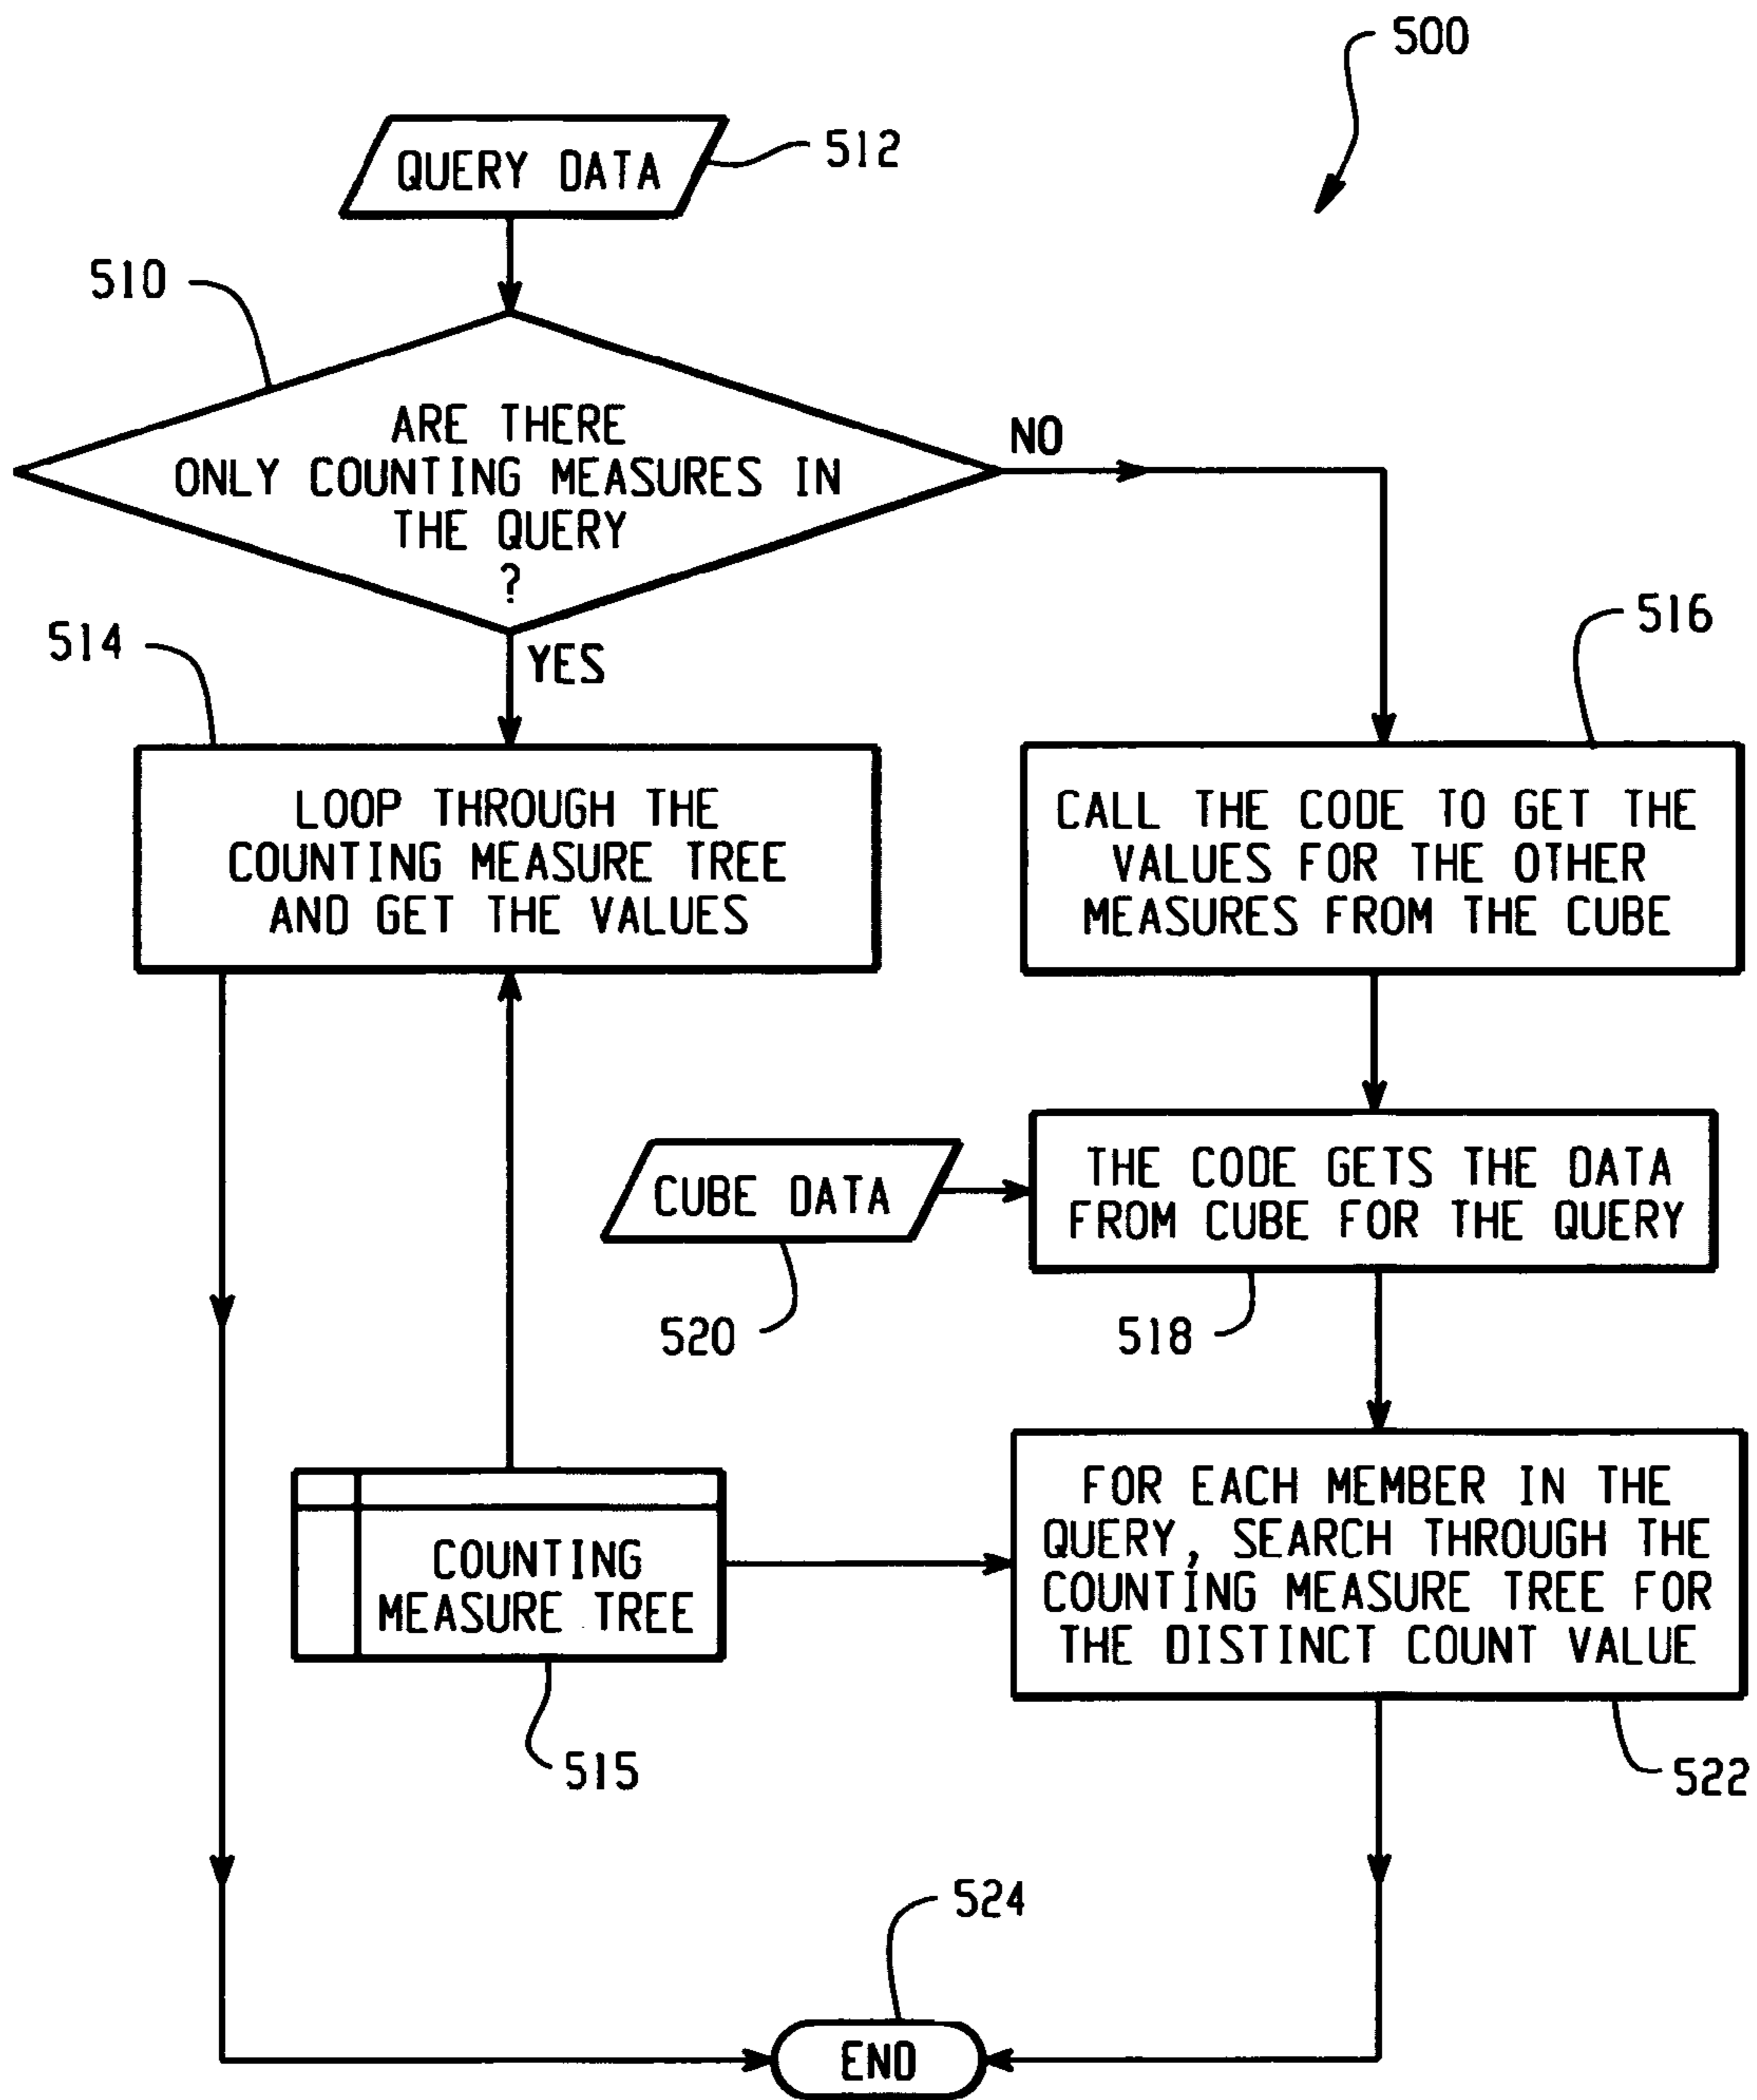 500
QUERY DATA
512
510
ARE THERE
ONLY COUNTING MEASURES IN
THE QUERY
?
NO
YES
514
516
LOOP THROUGH THE
COUNTING MEASURE TREE
AND GET THE VALUES
CALL THE CODE TO GET THE
VALUES FOR THE OTHER
MEASURES FROM THE CUBE
CUBE DATA
520
THE CODE GETS THE DATA
FROM CUBE FOR THE QUERY
518
COUNTING
MEASURE TREE
515
FOR EACH MEMBER IN THE
QUERY, SEARCH THROUGH THE
COUNTING MEASURE TREE FOR
THE DISTINCT COUNT VALUE
522
524
END